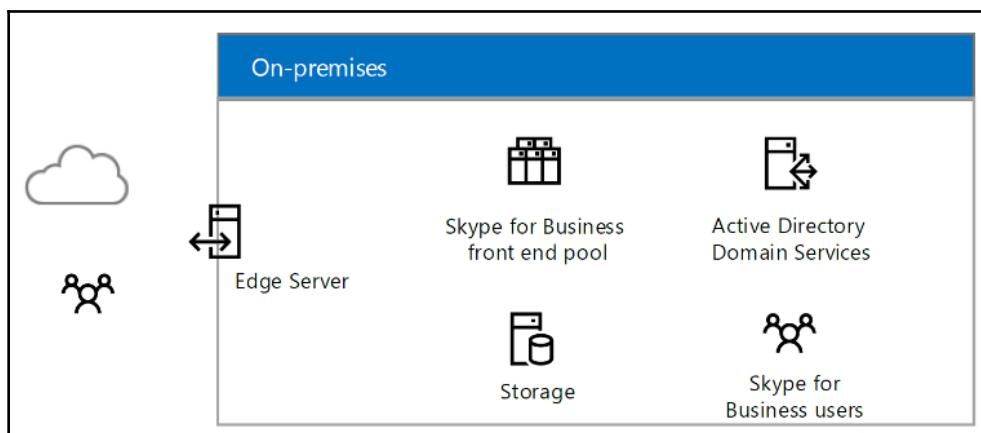 On-premises
Skype for Business
front end pool
Active Directory
Domain Services
Edge Server
Storage
Skype for
Business users